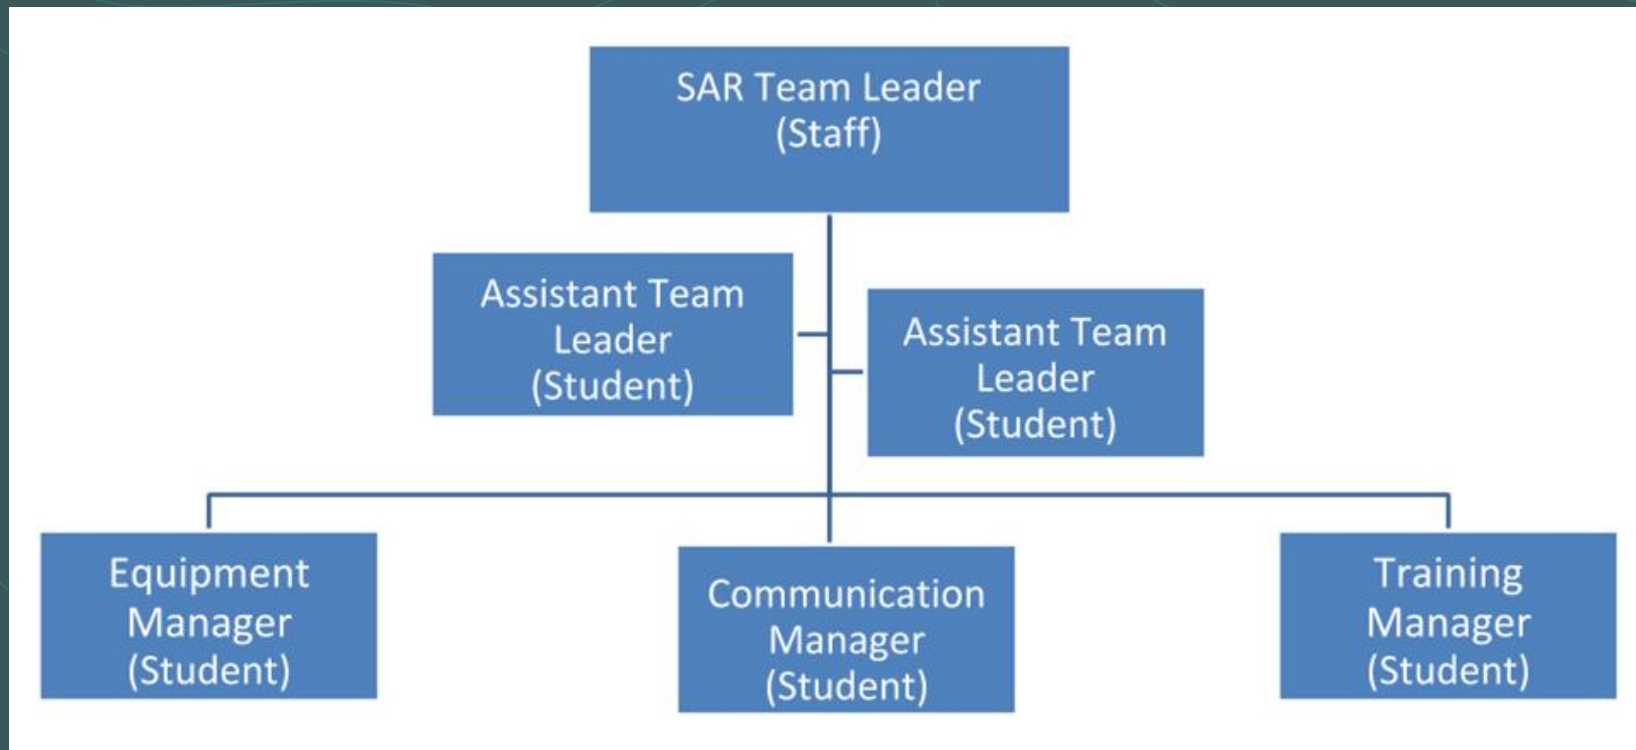 SAR Team Leader
(Staff)
Assistant Team
Leader
(Student)
Assistant Team
Leader
(Student)
Equipment
Manager
(Student)
Communication
Manager
(Student)
Training
Manager
(Student)